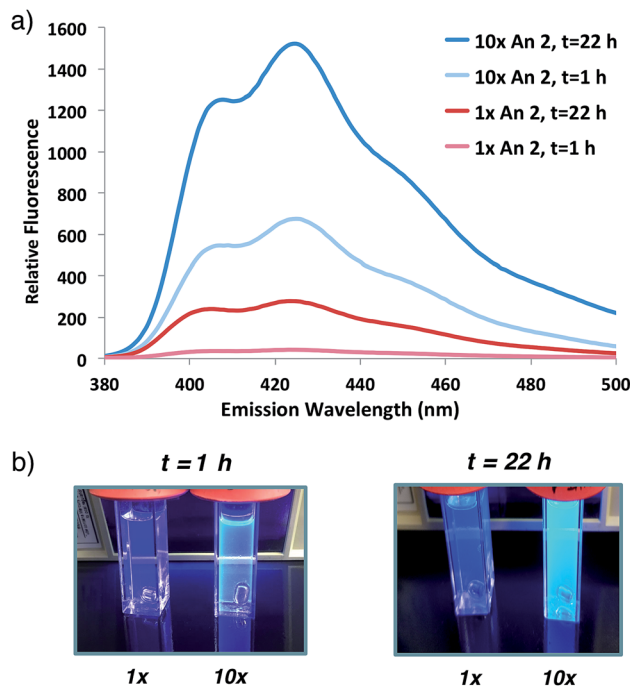 a)
1600
1400
1200
1000
800
600
400
200
0
Relative Fluorescence
10x An 2, t=22 h
10x An 2, t=1 h
1x An 2, t=22 h
1x An 2, t=1 h
380 400 420 440 460 480 500
Emission Wavelength (nm)
b)
t = 1 h t = 22 h
1x 10x 1x 10x